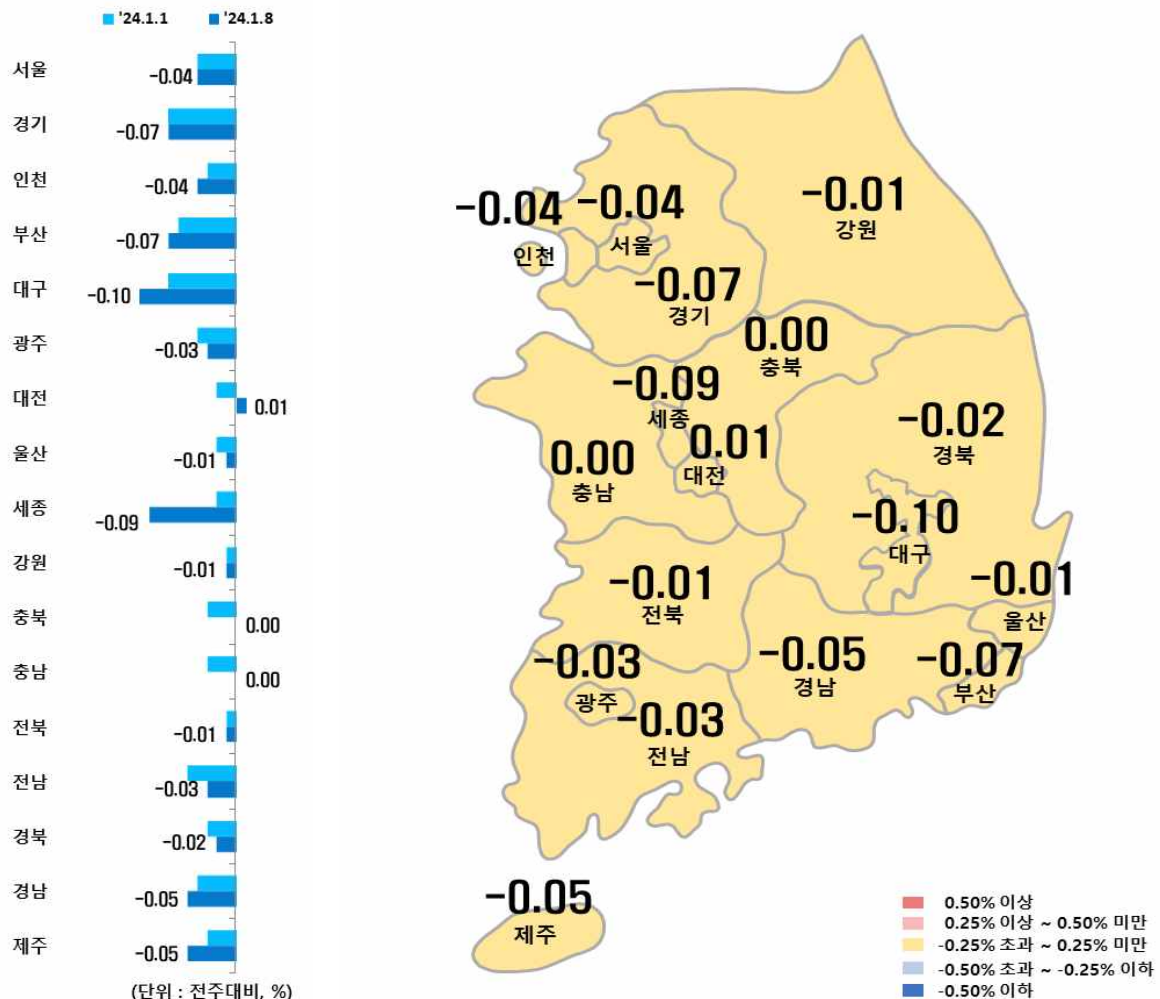 '24.1.1 '24.1.8
서울 -0.04
경기 -0.07
인천 -0.04
부산 -0.07
대구 -0.10
광주 -0.03
대전 0.01
울산 -0.01
세종 -0.09
강원 -0.01
충북 0.00
충남 0.00
전북 -0.01
전남 -0.03
경북 -0.02
경남 -0.05
제주 -0.05
(단위 : 전주대비, %)
-0.04
인천
-0.04
서울
-0.01
강원
-0.07
경기
0.00
충북
-0.09
세종
0.01
대전
0.00
충남
-0.02
경북
-0.10
대구
-0.01
울산
-0.01
전북
-0.03
광주
-0.05
경남
-0.07
부산
-0.03
전남
-0.05
제주
0.50% 이상
0.25% 이상 ~ 0.50% 미만
-0.25% 초과 ~ 0.25% 미만
-0.50% 초과 ~ -0.25% 이하
-0.50% 이하